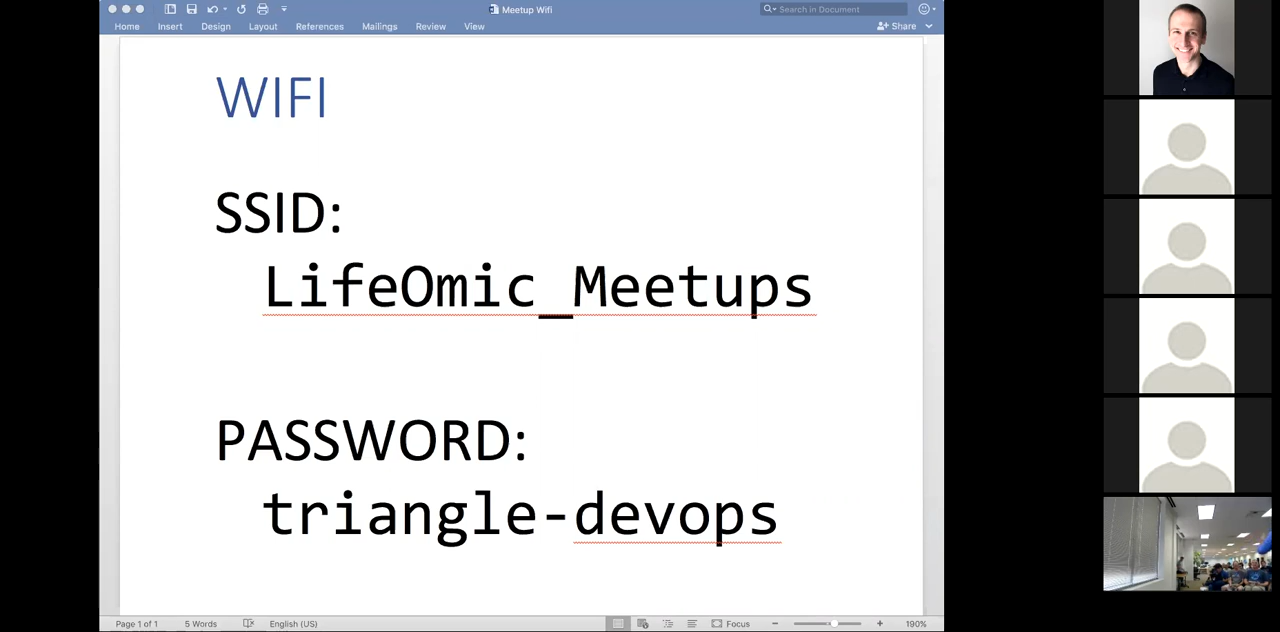 Meetup Wifi
Search in Document
Home Insert Design Layout References Mailings Review View
Share
WIFI
SSID:
LifeOmic_Meetups
PASSWORD:
triangle-devops
Page 1 of 1 5 Words English (US) Focus 190%